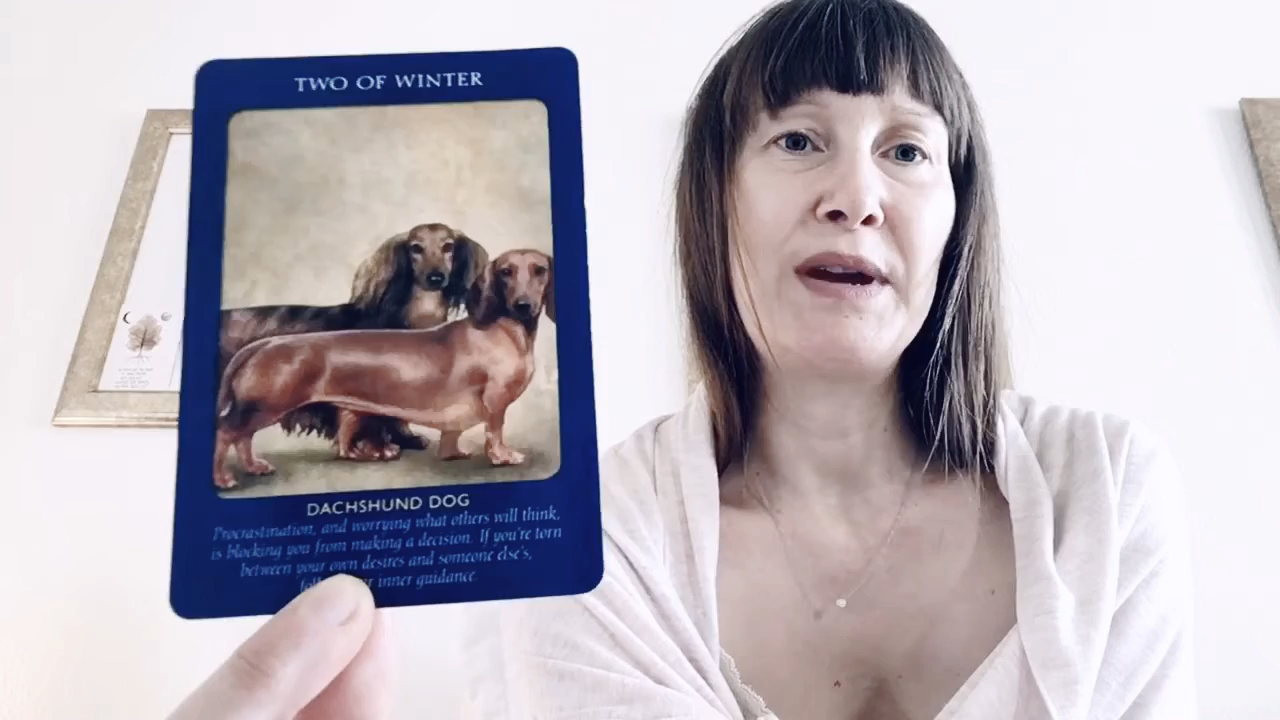 TWO OF WINTER
DACHSHUND DOG
Procrastination, and worrying what others will think,
is blocking you from making a decision. If you're torn
between your own desires and someone else's,
inner guidance.